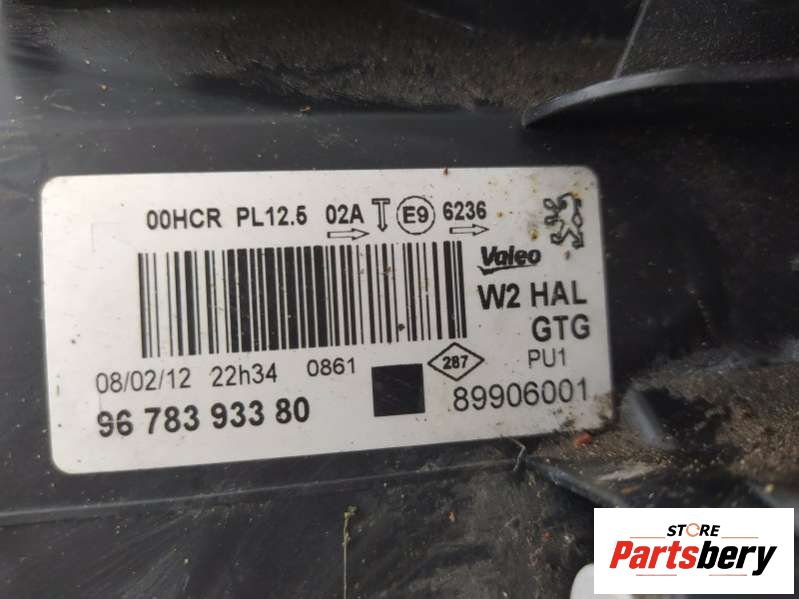 00HCR PL12.5 02A E9 6236
Valeo
W2 HAL
GTG
PU1
287
08/02/12 22h34 0861
96 783 933 80
89906001
STORE
Partsbery